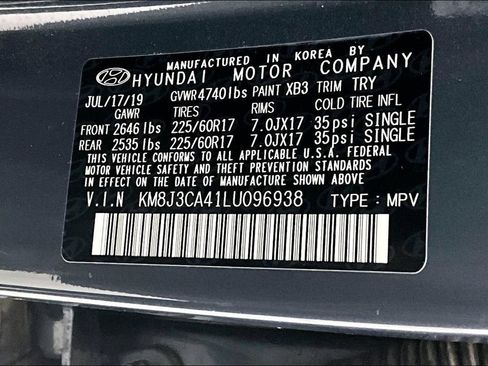 MANUFACTURED IN KOREA BY
HYUNDAI MOTOR COMPANY
JUL/17/19 GVWR 4740lbs PAINT XB3 TRIM TRY
GAWR TIRES RIMS COLD TIRE INFL
FRONT 2646 lbs 225/60R17 7.0JX17 35psi SINGLE
REAR 2535 lbs 225/60R17 7.0JX17 35psi SINGLE
THIS VEHICLE CONFORMS TO ALL APPLICABLE U.S.A. FEDERAL
MOTOR VEHICLE SAFETY AND THEFT PREVENTION STANDARDS
IN EFFECT ON THE DATE OF MANUFACTURE SHOWN ABOVE.
V.I.N KM8J3CA41LU096938 TYPE: MPV